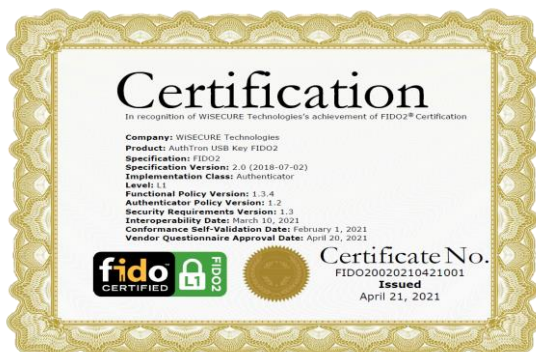 Certification
In recognition of WISECURE Technologies's achievement of FIDO2® Certification
Company: WISECURE Technologies
Product: AuthTron USB Key FIDO2
Specification: FIDO2
Specification Version: 2.0 (2018-07-02)
Implementation Class: Authenticator
Level: L1
Functional Policy Version: 1.3.4
Authenticator Policy Version: 1.2
Security Requirements Version: 1.3
Interoperability Date: March 10, 2021
Conformance Self-Validation Date: February 1, 2021
Vendor Questionnaire Approval Date: April 20, 2021
fido
CERTIFIED
L1
FIDO2
Certificate No.
FIDO20020210421001
Issued
April 21, 2021